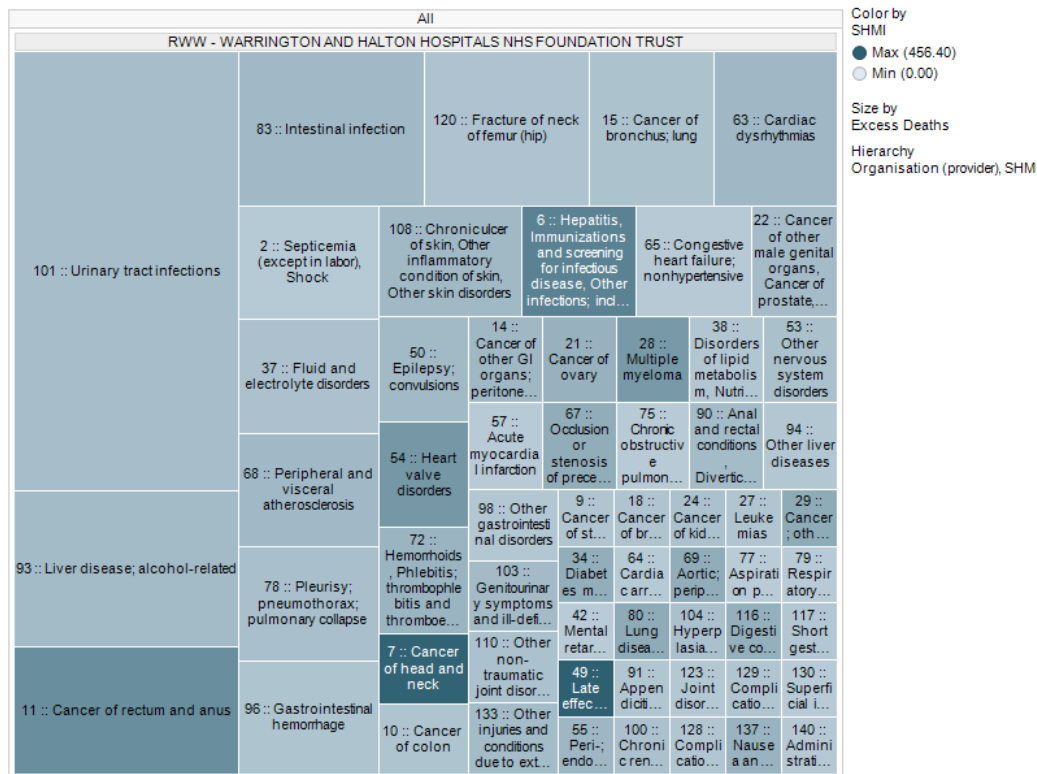 All
RWW - WARRINGTON AND HALTON HOSPITALS NHS FOUNDATION TRUST
101 :: Urinary tract infections
93 :: Liver disease; alcohol-related
11 :: Cancer of rectum and anus
83 :: Intestinal infection
120 :: Fracture of neck
of femur (hip)
15 :: Cancer of
bronchus; lung
63 :: Cardiac
dysrhythmias
2 :: Septicemia
(except in labor),
Shock
108 :: Chronic ulcer
of skin, Other
inflammatory
condition of skin,
Other skin disorders
6 :: Hepatitis,
Immunizations
and screening
for infectious
disease, Other
infections; incl...
65 :: Congestive
heart failure;
nonhypertensive
22 :: Cancer
of other
male genital
organs,
Cancer of
prostate,...
37 :: Fluid and
electrolyte disorders
68 :: Peripheral and
visceral
atherosclerosis
78 :: Pleurisy;
pneumothorax;
pulmonary collapse
96 :: Gastrointestinal
hemorrhage
50 ::
Epilepsy;
convulsions
54 :: Heart
valve
disorders
72 ::
Hemorrhoids
, Phlebitis;
thrombophle
bitis and
thromboe...
7 :: Cancer
of head and
neck
10 :: Cancer
of colon
14 ::
Cancer of
other GI
organs;
peritone...
21 ::
Cancer of
ovary
28 ::
Multiple
myeloma
38 ::
Disorders
of lipid
metabolis
m, Nutri...
53 ::
Other
nervous
system
disorders
57 ::
Acute
myocardia
l infarction
67 ::
Occlusion
or
stenosis
of prece...
75 ::
Chronic
obstructiv
e
pulmon...
90 :: Anal
and rectal
conditions
,
Divertic...
94 ::
Other liver
diseases
98 :: Other
gastrointesti
nal disorders
103 ::
Genitourinar
y symptoms
and ill-defi...
110 :: Other
non-
traumatic
joint disor...
133 :: Other
injuries and
conditions
due to ext...
9 ::
Cancer
of st...
18 ::
Cancer
of br...
24 ::
Cancer
of kid...
27 ::
Leuke
mias
29 ::
Cancer
; oth...
34 ::
Diabet
es m...
64 ::
Cardia
c arr...
69 ::
Aortic;
perip...
77 ::
Aspirati
on p...
79 ::
Respir
atory...
42 ::
Mental
retar...
80 ::
Lung
disea...
104 ::
Hyperp
lasia...
116 ::
Digesti
ve co...
117 ::
Short
gest...
49 ::
Late
effec...
91 ::
Appen
diciti...
123 ::
Joint
disor...
129 ::
Compli
catio...
130 ::
Superfi
cial i...
55 ::
Peri-;
endo...
100 ::
Chroni
c ren...
128 ::
Compli
catio...
137 ::
Nause
a an...
140 ::
Admini
strati...
Color by
SHMI
Max (456.40)
Min (0.00)
Size by
Excess Deaths
Hierarchy
Organisation (provider), SHM